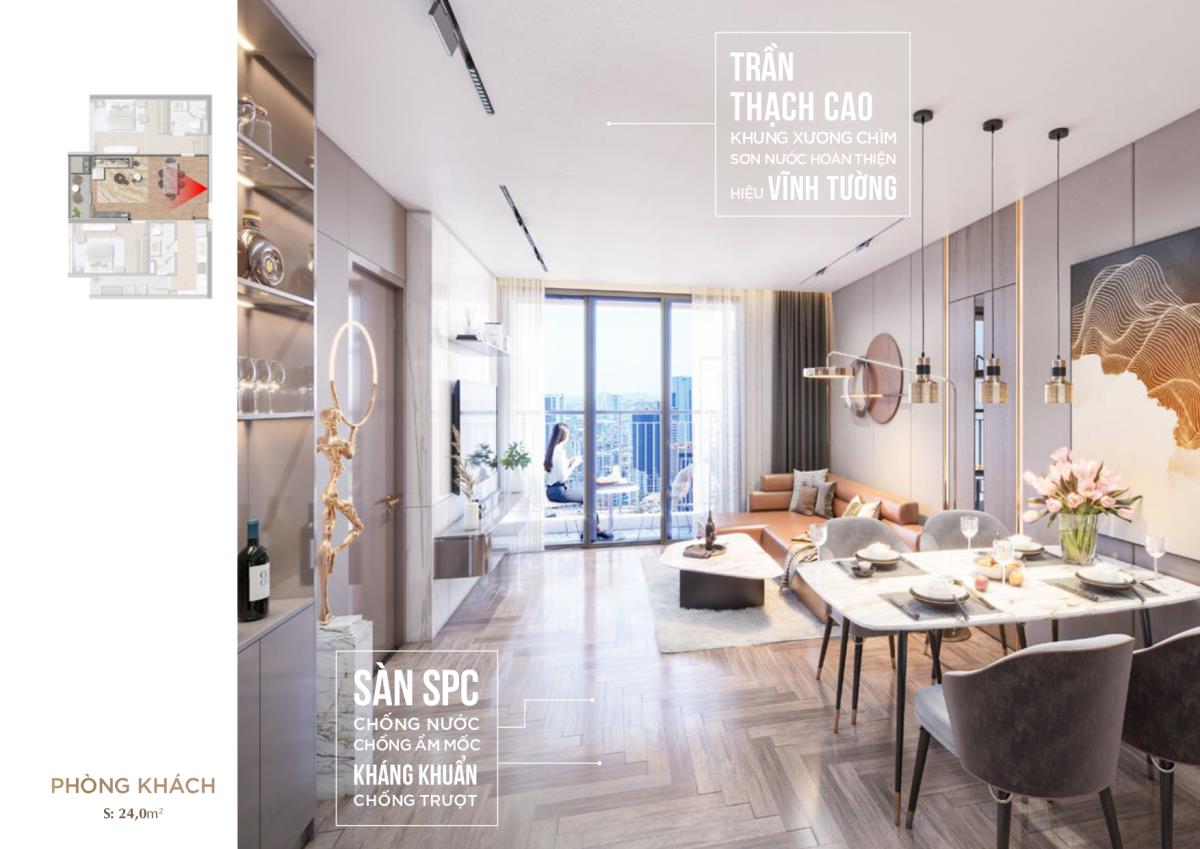 TRẦN
THẠCH CAO
KHUNG XƯƠNG CHÌM
SƠN NƯỚC HOÀN THIỆN
HIỆU VĨNH TƯỜNG
SÀN SPC
CHỐNG NƯỚC
CHỐNG ẨM MỐC
KHÁNG KHUẨN
CHỐNG TRƯỢT
PHÒNG KHÁCH
S: 24,0m²